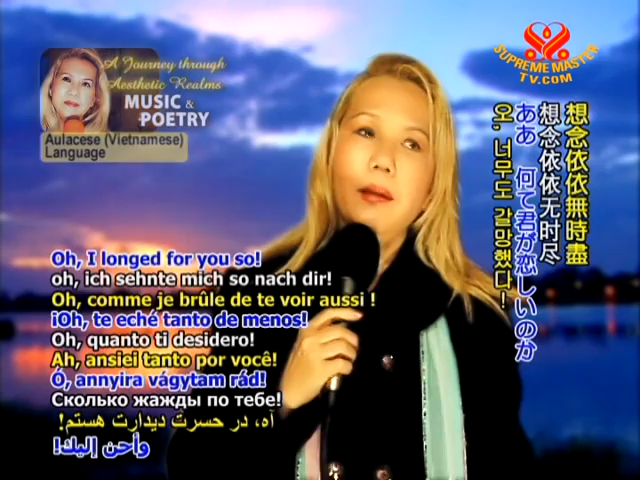 SUPREME MASTER
TV.COM
A Journey through
Aesthetic Realms
MUSIC &
POETRY
Aulacese (Vietnamese)
Language
Oh, I longed for you so!
oh, ich sehnte mich so nach dir!
Oh, comme je brûle de te voir aussi !
¡Oh, te eché tanto de menos!
Oh, quanto ti desidero!
Ah, ansiei tanto por você!
Ó, annyira vágytam rád!
Сколько жажды по тебе!
آه، در حسرت دیدارت هستم!
وأحن إليك!
想念依依無時盡
想念依依无时尽
ああ 何て君が恋しいのか
오, 너무도 갈망했다!